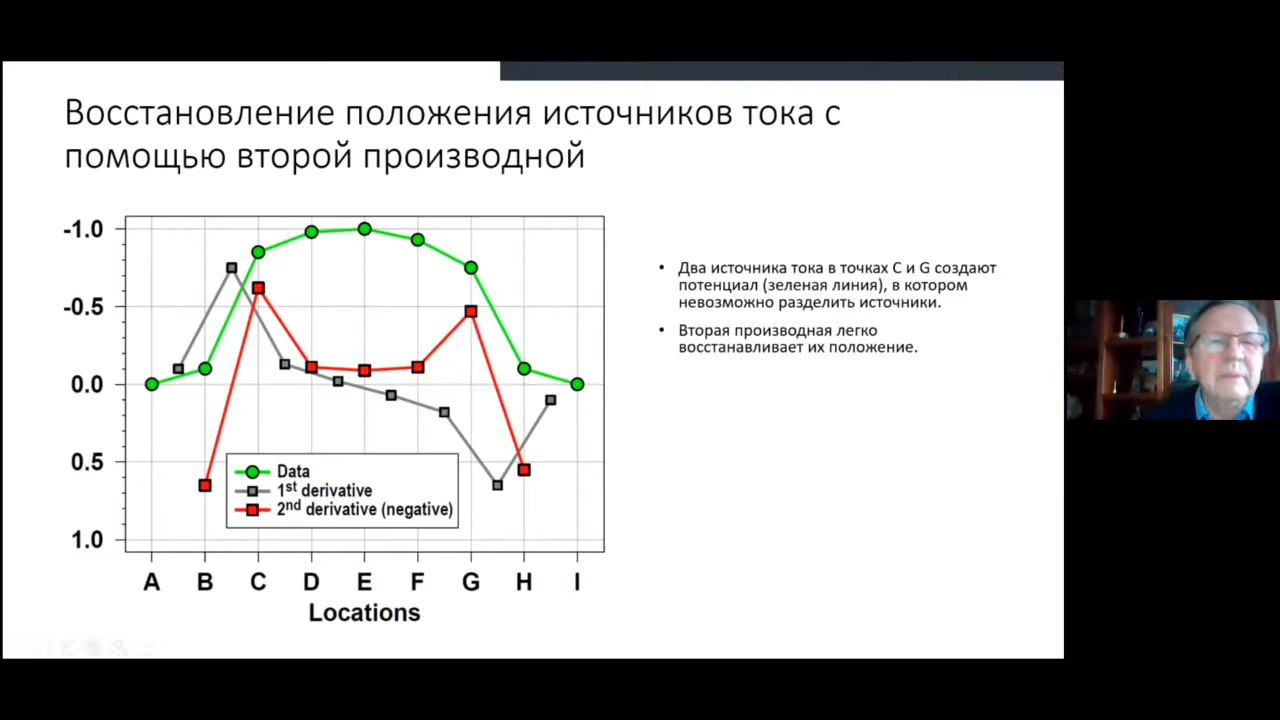 Восстановление положения источников тока с
помощью второй производной
-1.0
-0.5
0.0
0.5
1.0
Data
1st derivative
2nd derivative (negative)
A B C D E F G H I
Locations
• Два источника тока в точках C и G создают
потенциал (зеленая линия), в котором
невозможно разделить источники.
• Вторая производная легко
восстанавливает их положение.